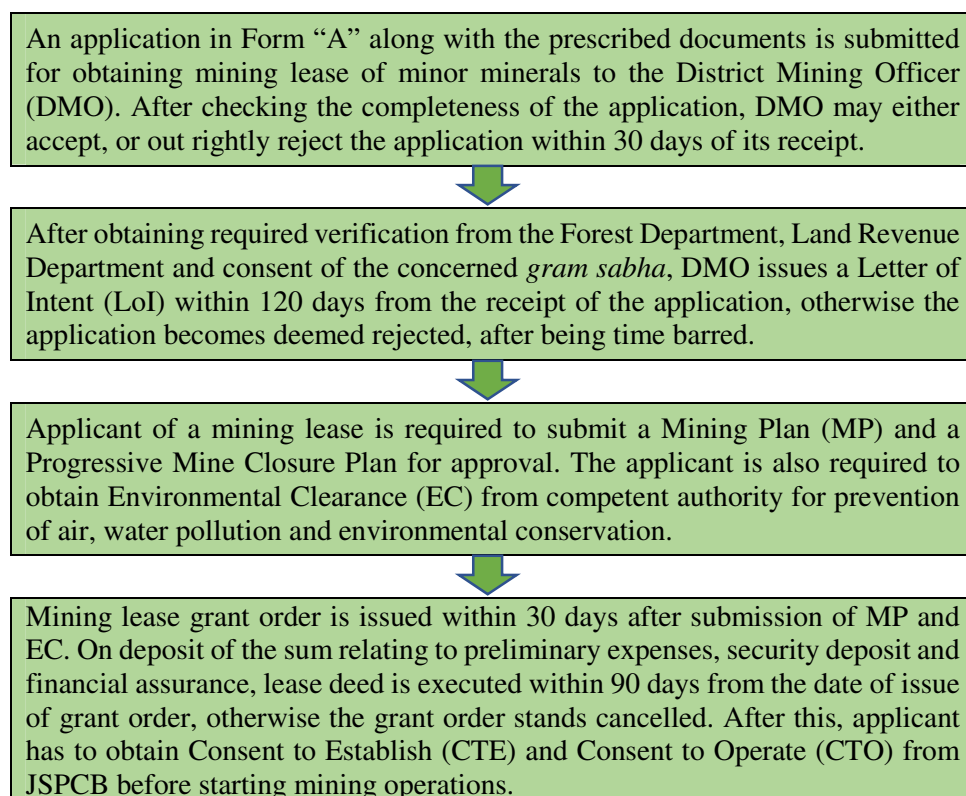 An application in Form “A” along with the prescribed documents is submitted
for obtaining mining lease of minor minerals to the District Mining Officer
(DMO). After checking the completeness of the application, DMO may either
accept, or out rightly reject the application within 30 days of its receipt.
After obtaining required verification from the Forest Department, Land Revenue
Department and consent of the concerned gram sabha, DMO issues a Letter of
Intent (LoI) within 120 days from the receipt of the application, otherwise the
application becomes deemed rejected, after being time barred.
Applicant of a mining lease is required to submit a Mining Plan (MP) and a
Progressive Mine Closure Plan for approval. The applicant is also required to
obtain Environmental Clearance (EC) from competent authority for prevention
of air, water pollution and environmental conservation.
Mining lease grant order is issued within 30 days after submission of MP and
EC. On deposit of the sum relating to preliminary expenses, security deposit and
financial assurance, lease deed is executed within 90 days from the date of issue
of grant order, otherwise the grant order stands cancelled. After this, applicant
has to obtain Consent to Establish (CTE) and Consent to Operate (CTO) from
JSPCB before starting mining operations.